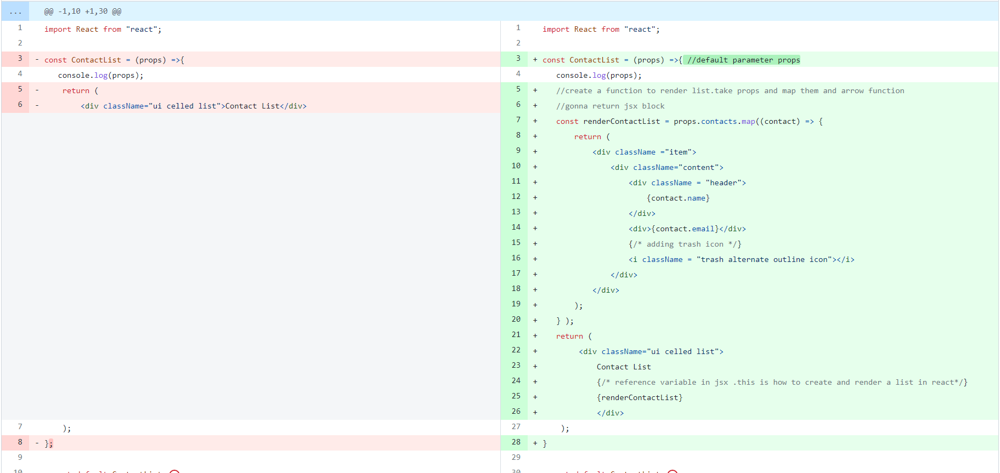 ... @@ -1,10 +1,30 @@
1 import React from "react";
2
3 - const ContactList = (props) =>{
4 console.log(props);
5 - return (
6 - <div className="ui celled list">Contact List</div>
7 );
8 - };
9
10
1 import React from "react";
2
3 + const ContactList = (props) =>{ //default parameter props
4 console.log(props);
5 + //create a function to render list.take props and map them and arrow function
6 + //gonna return jsx block
7 + const renderContactList = props.contacts.map((contact) => {
8 + return (
9 + <div className ="item">
10 + <div className="content">
11 + <div className = "header">
12 + {contact.name}
13 + </div>
14 + <div>{contact.email}</div>
15 + {/* adding trash icon */}
16 + <i className = "trash alternate outline icon"></i>
17 + </div>
18 + </div>
19 + );
20 + } );
21 + return (
22 + <div className="ui celled list">
23 + Contact List
24 + {/* reference variable in jsx .this is how to create and render a list in react*/}
25 + {renderContactList}
26 + </div>
27 );
28 + }
29
30